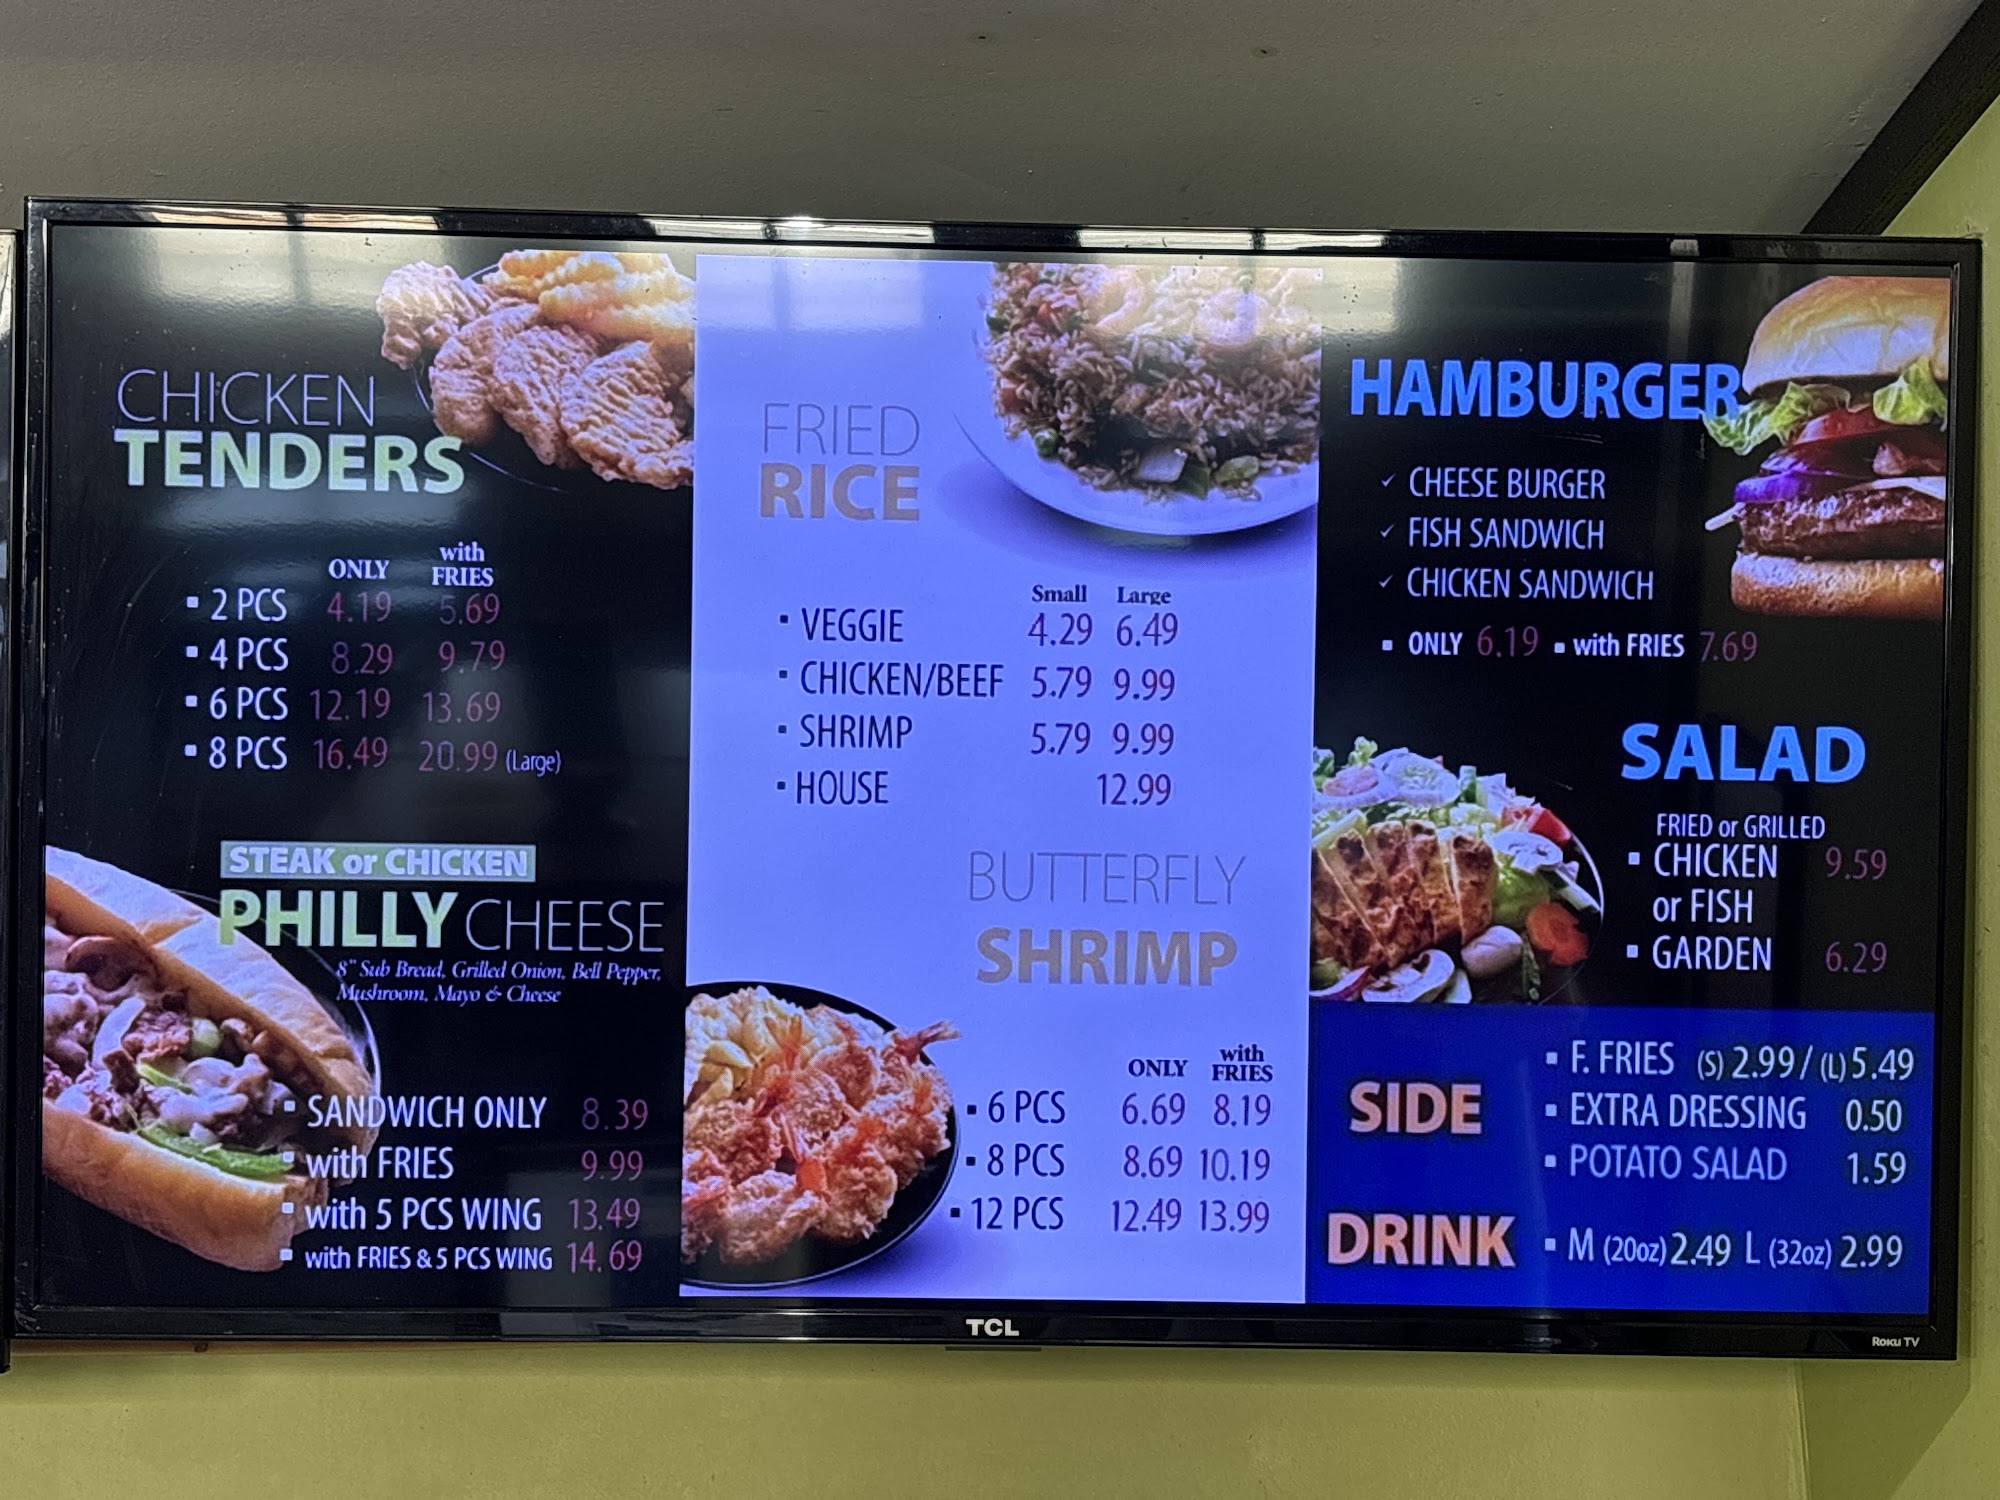 CHICKEN
TENDERS
ONLY with FRIES
▪ 2 PCS 4.19 5.69
▪ 4 PCS 8.29 9.79
▪ 6 PCS 12.19 13.69
▪ 8 PCS 16.49 20.99 (Large)
STEAK or CHICKEN
PHILLY CHEESE
8" Sub Bread, Grilled Onion, Bell Pepper,
Mushroom, Mayo & Cheese
▪ SANDWICH ONLY 8.39
▪ with FRIES 9.99
▪ with 5 PCS WING 13.49
▪ with FRIES & 5 PCS WING 14.69
FRIED
RICE
Small Large
▪ VEGGIE 4.29 6.49
▪ CHICKEN/BEEF 5.79 9.99
▪ SHRIMP 5.79 9.99
▪ HOUSE 12.99
BUTTERFLY
SHRIMP
ONLY with FRIES
▪ 6 PCS 6.69 8.19
▪ 8 PCS 8.69 10.19
▪ 12 PCS 12.49 13.99
HAMBURGER
✓ CHEESE BURGER
✓ FISH SANDWICH
✓ CHICKEN SANDWICH
▪ ONLY 6.19 ▪ with FRIES 7.69
SALAD
FRIED or GRILLED
▪ CHICKEN 9.59
or FISH
▪ GARDEN 6.29
SIDE
▪ F. FRIES (S) 2.99 / (L) 5.49
▪ EXTRA DRESSING 0.50
▪ POTATO SALAD 1.59
DRINK
▪ M (20oz) 2.49 L (32oz) 2.99
TCL
Roku TV